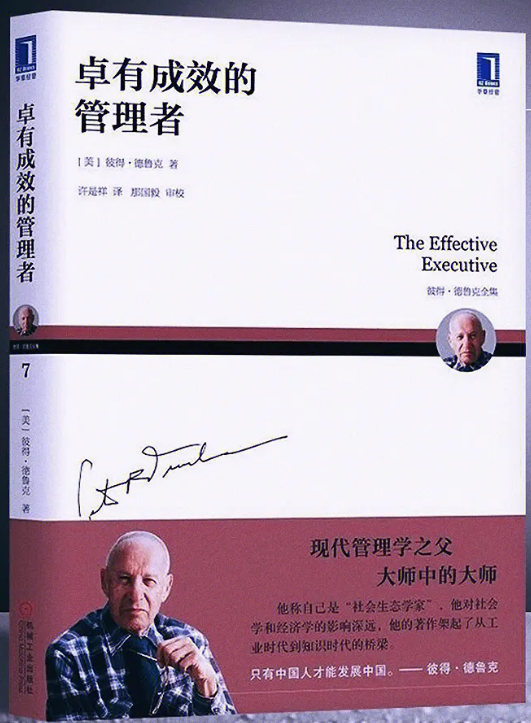 卓有成效的
管理者
[美] 彼得·德鲁克 著
许是祥 译 那国毅 审校
The Effective
Executive
彼得·德鲁克全集
现代管理学之父
大师中的大师
他称自己是“社会生态学家”，他对社会
学和经济学的影响深远，他的著作架起了从工
业时代到知识时代的桥梁。
只有中国人才能发展中国。—— 彼得·德鲁克
华章经管
华章经管
卓有成效的管理者
7
[美] 彼得·德鲁克 著
机械工业出版社
China Machine Press